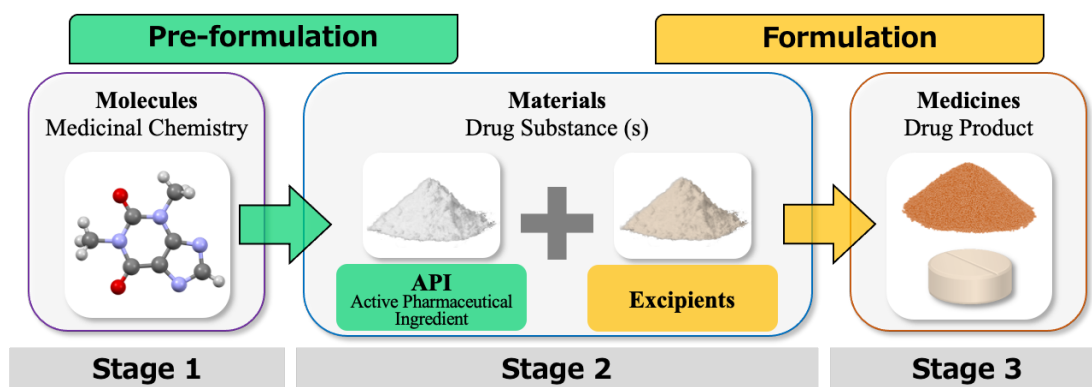 Pre-formulation
Formulation
Molecules
Medicinal Chemistry
Materials
Drug Substance (s)
Medicines
Drug Product
API
Active Pharmaceutical
Ingredient
Excipients
Stage 1
Stage 2
Stage 3